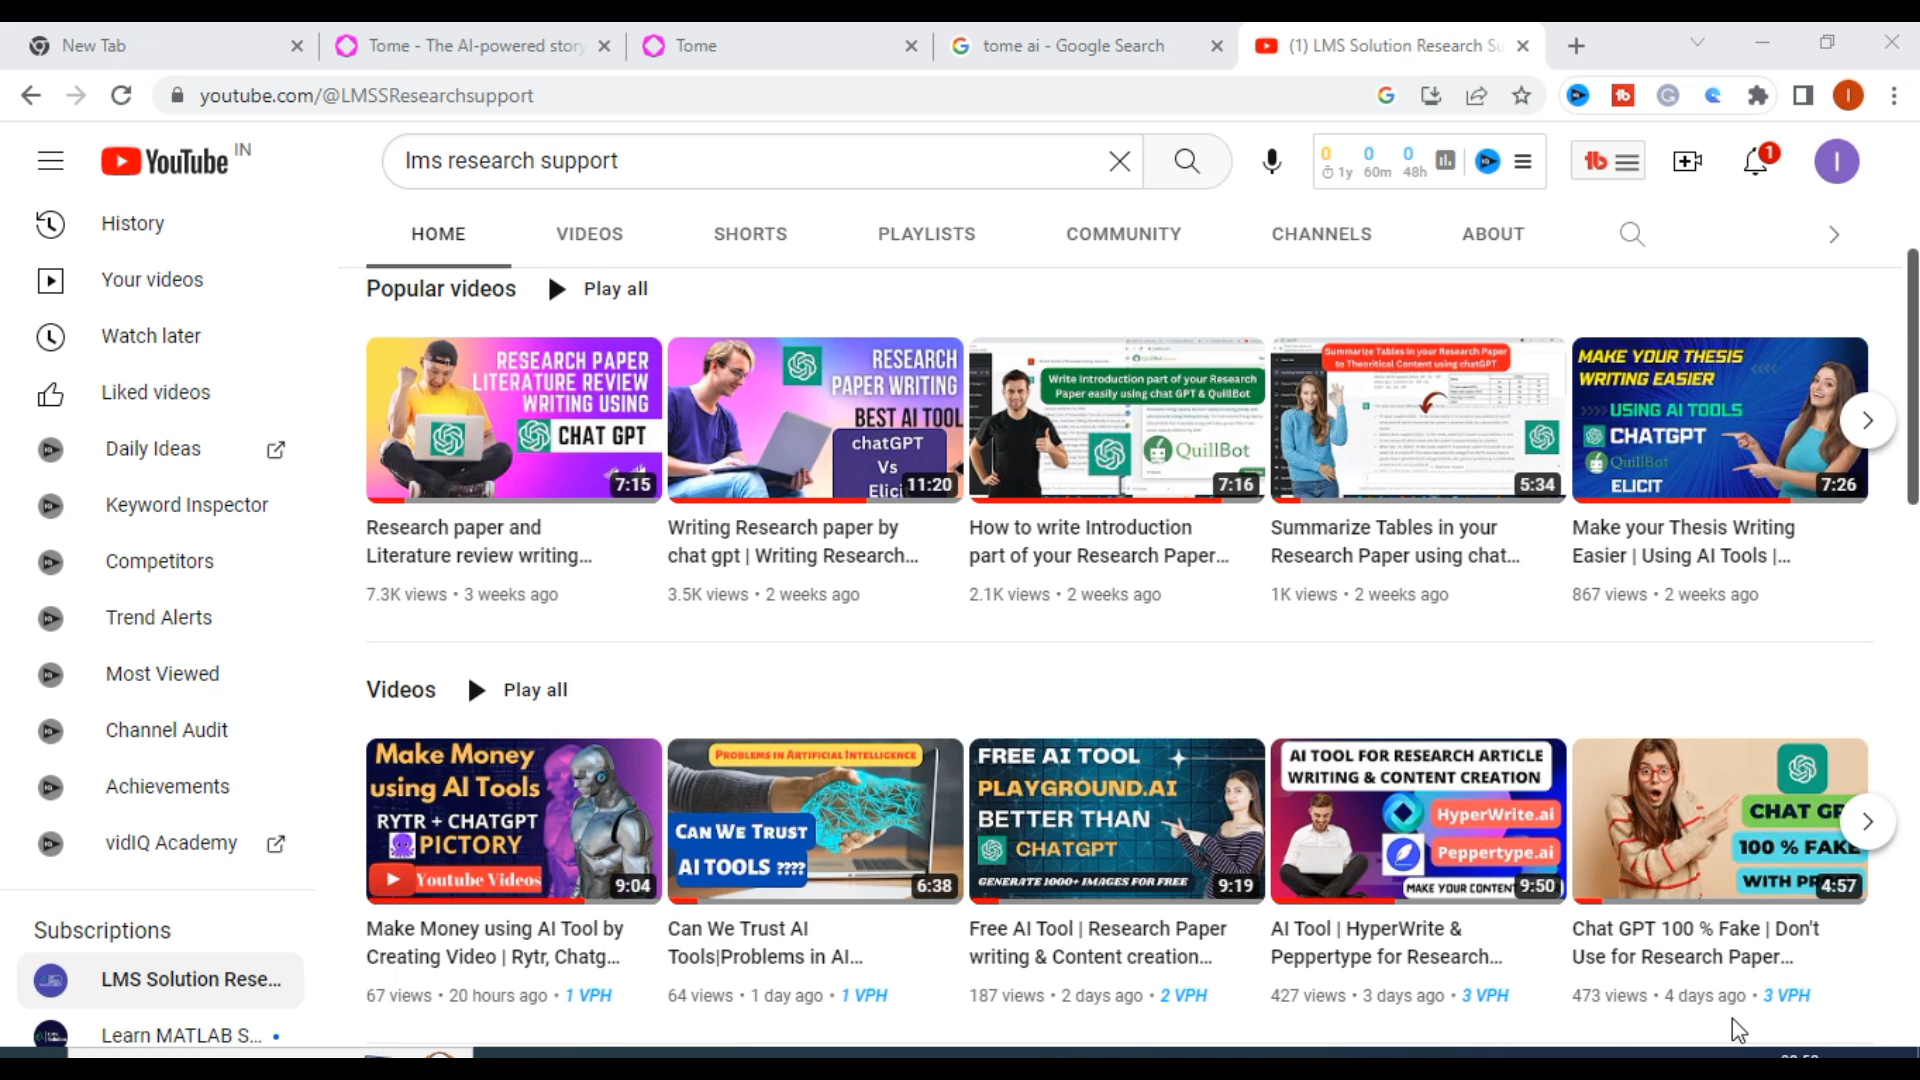 New Tab
Tome - The AI-powered story
Tome
tome ai - Google Search
(1) LMS Solution Research Su
youtube.com/@LMSSResearchsupport
YouTube IN
lms research support
0 0 0
1y 60m 48h
1
I
HOME VIDEOS SHORTS PLAYLISTS COMMUNITY CHANNELS ABOUT
History
Your videos
Watch later
Liked videos
Daily Ideas
Keyword Inspector
Competitors
Trend Alerts
Most Viewed
Channel Audit
Achievements
vidIQ Academy
Subscriptions
LMS Solution Rese...
Learn MATLAB S...
Popular videos Play all
RESEARCH PAPER
LITERATURE REVIEW
WRITING USING
CHAT GPT
7:15
Research paper and
Literature review writing...
7.3K views • 3 weeks ago
RESEARCH
PAPER WRITING
BEST AI TOOL
chatGPT
Vs
Elici
11:20
Writing Research paper by
chat gpt | Writing Research...
3.5K views • 2 weeks ago
Write Introduction part of your Research
Paper easily using chat GPT & QuillBot
QuillBot
7:16
How to write Introduction
part of your Research Paper...
2.1K views • 2 weeks ago
Summarize Tables in your Research Paper
to Theoritical Content using chatGPT
5:34
Summarize Tables in your
Research Paper using chat...
1K views • 2 weeks ago
MAKE YOUR THESIS
WRITING EASIER
USING AI TOOLS
CHATGPT
QuillBot
ELICIT
7:26
Make your Thesis Writing
Easier | Using AI Tools |...
867 views • 2 weeks ago
Videos Play all
Make Money
using AI Tools
RYTR + CHATGPT
PICTORY
Youtube Videos
9:04
Make Money using AI Tool by
Creating Video | Rytr, Chatg...
67 views • 20 hours ago • 1 VPH
PROBLEMS IN ARTIFICIAL INTELLIGENCE
CAN WE TRUST
AI TOOLS ????
6:38
Can We Trust AI
Tools|Problems in AI...
64 views • 1 day ago • 1 VPH
FREE AI TOOL
PLAYGROUND.AI
BETTER THAN
CHATGPT
GENERATE 1000+ IMAGES FOR FREE
9:19
Free AI Tool | Research Paper
writing & Content creation...
187 views • 2 days ago • 2 VPH
AI TOOL FOR RESEARCH ARTICLE
WRITING & CONTENT CREATION
HyperWrite.ai
Peppertype.ai
MAKE YOUR CONTENT
9:50
AI Tool | HyperWrite &
Peppertype for Research...
427 views • 3 days ago • 3 VPH
CHAT GP
100 % FAKE
WITH PR
4:57
Chat GPT 100 % Fake | Don't
Use for Research Paper...
473 views • 4 days ago • 3 VPH